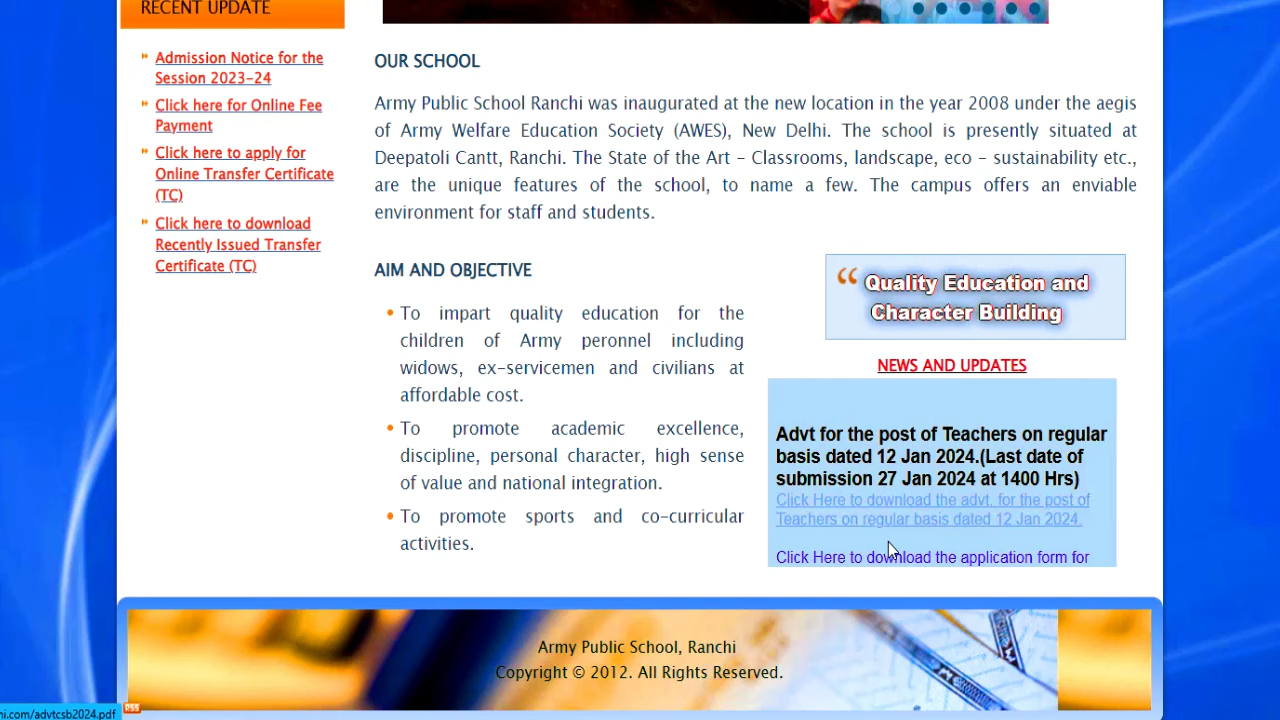 RECENT UPDATE
Admission Notice for the
Session 2023-24
Click here for Online Fee
Payment
Click here to apply for
Online Transfer Certificate
(TC)
Click here to download
Recently Issued Transfer
Certificate (TC)
OUR SCHOOL
Army Public School Ranchi was inaugurated at the new location in the year 2008 under the aegis
of Army Welfare Education Society (AWES), New Delhi. The school is presently situated at
Deepatoli Cantt, Ranchi. The State of the Art - Classrooms, landscape, eco - sustainability etc.,
are the unique features of the school, to name a few. The campus offers an enviable
environment for staff and students.
AIM AND OBJECTIVE
To impart quality education for the
children of Army peronnel including
widows, ex-servicemen and civilians at
affordable cost.
To promote academic excellence,
discipline, personal character, high sense
of value and national integration.
To promote sports and co-curricular
activities.
“ Quality Education and
Character Building
NEWS AND UPDATES
Advt for the post of Teachers on regular
basis dated 12 Jan 2024.(Last date of
submission 27 Jan 2024 at 1400 Hrs)
Click Here to download the advt. for the post of
Teachers on regular basis dated 12 Jan 2024.
Click Here to download the application form for
Army Public School, Ranchi
Copyright © 2012. All Rights Reserved.
RSS
ni.com/advtcsb2024.pdf